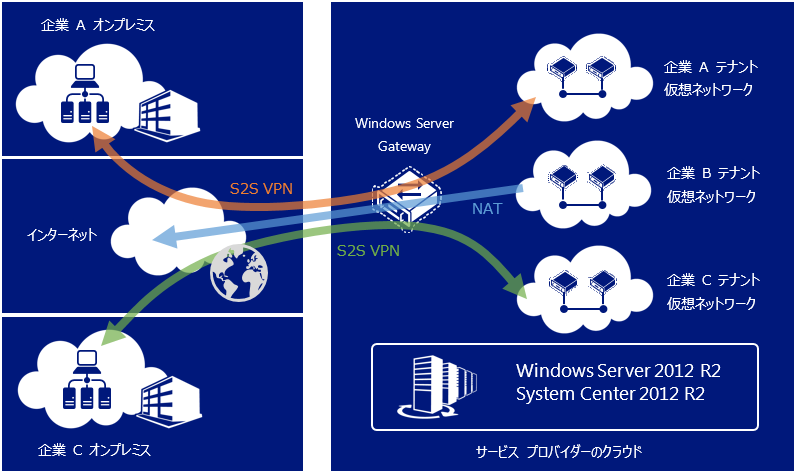 企業 A オンプレミス
S2S VPN
インターネット
企業 C オンプレミス
Windows Server
Gateway
NAT
S2S VPN
企業 A テナント
仮想ネットワーク
企業 B テナント
仮想ネットワーク
企業 C テナント
仮想ネットワーク
Windows Server 2012 R2
System Center 2012 R2
サービス プロバイダーのクラウド